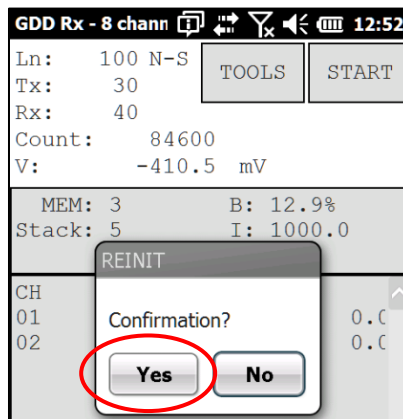 GDD Rx - 8 chann 12:52
Ln: 100 N-S
TOOLS START
Tx: 30
Rx: 40
Count: 84600
V: -410.5 mV
MEM: 3 B: 12.9%
Stack: 5 I: 1000.0
REINIT
CH
Confirmation?
01 0.0
02 0.0
Yes No